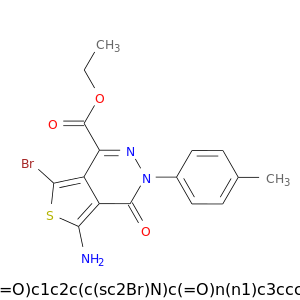 CH3
O
O
Br
N
N
CH3
S
O
NH2
=O)c1c2c(c(sc2Br)N)c(=O)n(n1)c3ccc